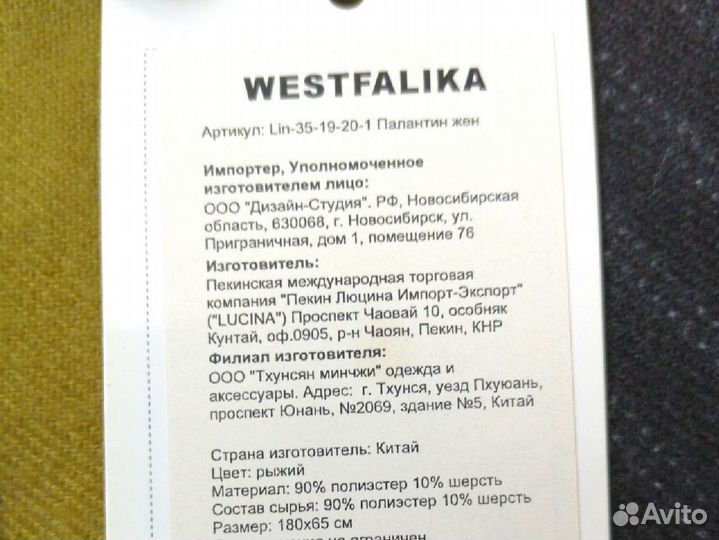 WESTFALIKA
Артикул: Lin-35-19-20-1 Палантин жен
Импортер, Уполномоченное
изготовителем лицо:
ООО "Дизайн-Студия". РФ, Новосибирская
область, 630068, г. Новосибирск, ул.
Приграничная, дом 1, помещение 76
Изготовитель:
Пекинская международная торговая
компания "Пекин Люцина Импорт-Экспорт"
("LUCINA") Проспект Чаовай 10, особняк
Кунтай, оф.0905, р-н Чаоян, Пекин, КНР
Филиал изготовителя:
ООО "Тхунсян минчжи" одежда и
аксессуары. Адрес: г. Тхунся, уезд Пхуюань,
проспект Юнань, №2069, здание №5, Китай
Страна изготовитель: Китай
Цвет: рыжий
Материал: 90% полиэстер 10% шерсть
Состав сырья: 90% полиэстер 10% шерсть
Размер: 180х65 см
не ограничен
Avito